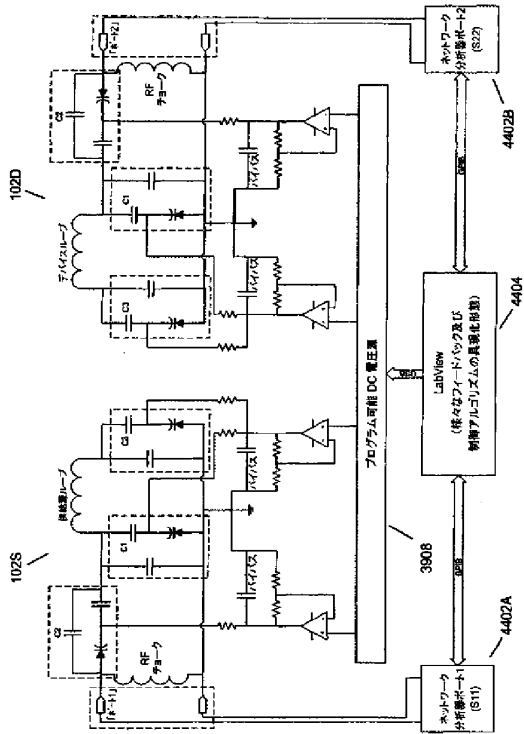 102S
102D
供給源ループ
デバイスループ
C2
C1
C3
C3
C1
C2
「ポート1」
RF
チョーク
「ポート2」
RF
チョーク
バイパス
バイパス
バイパス
バイパス
プログラム可能 DC 電圧源
3908
GPIB
GPIB
ネットワーク
分析器ポート1
(S11)
4402A
LabView
(様々なフィードバック及び
制御アルゴリズムの具現化形態)
4404
ネットワーク
分析器ポート2
(S22)
4402B